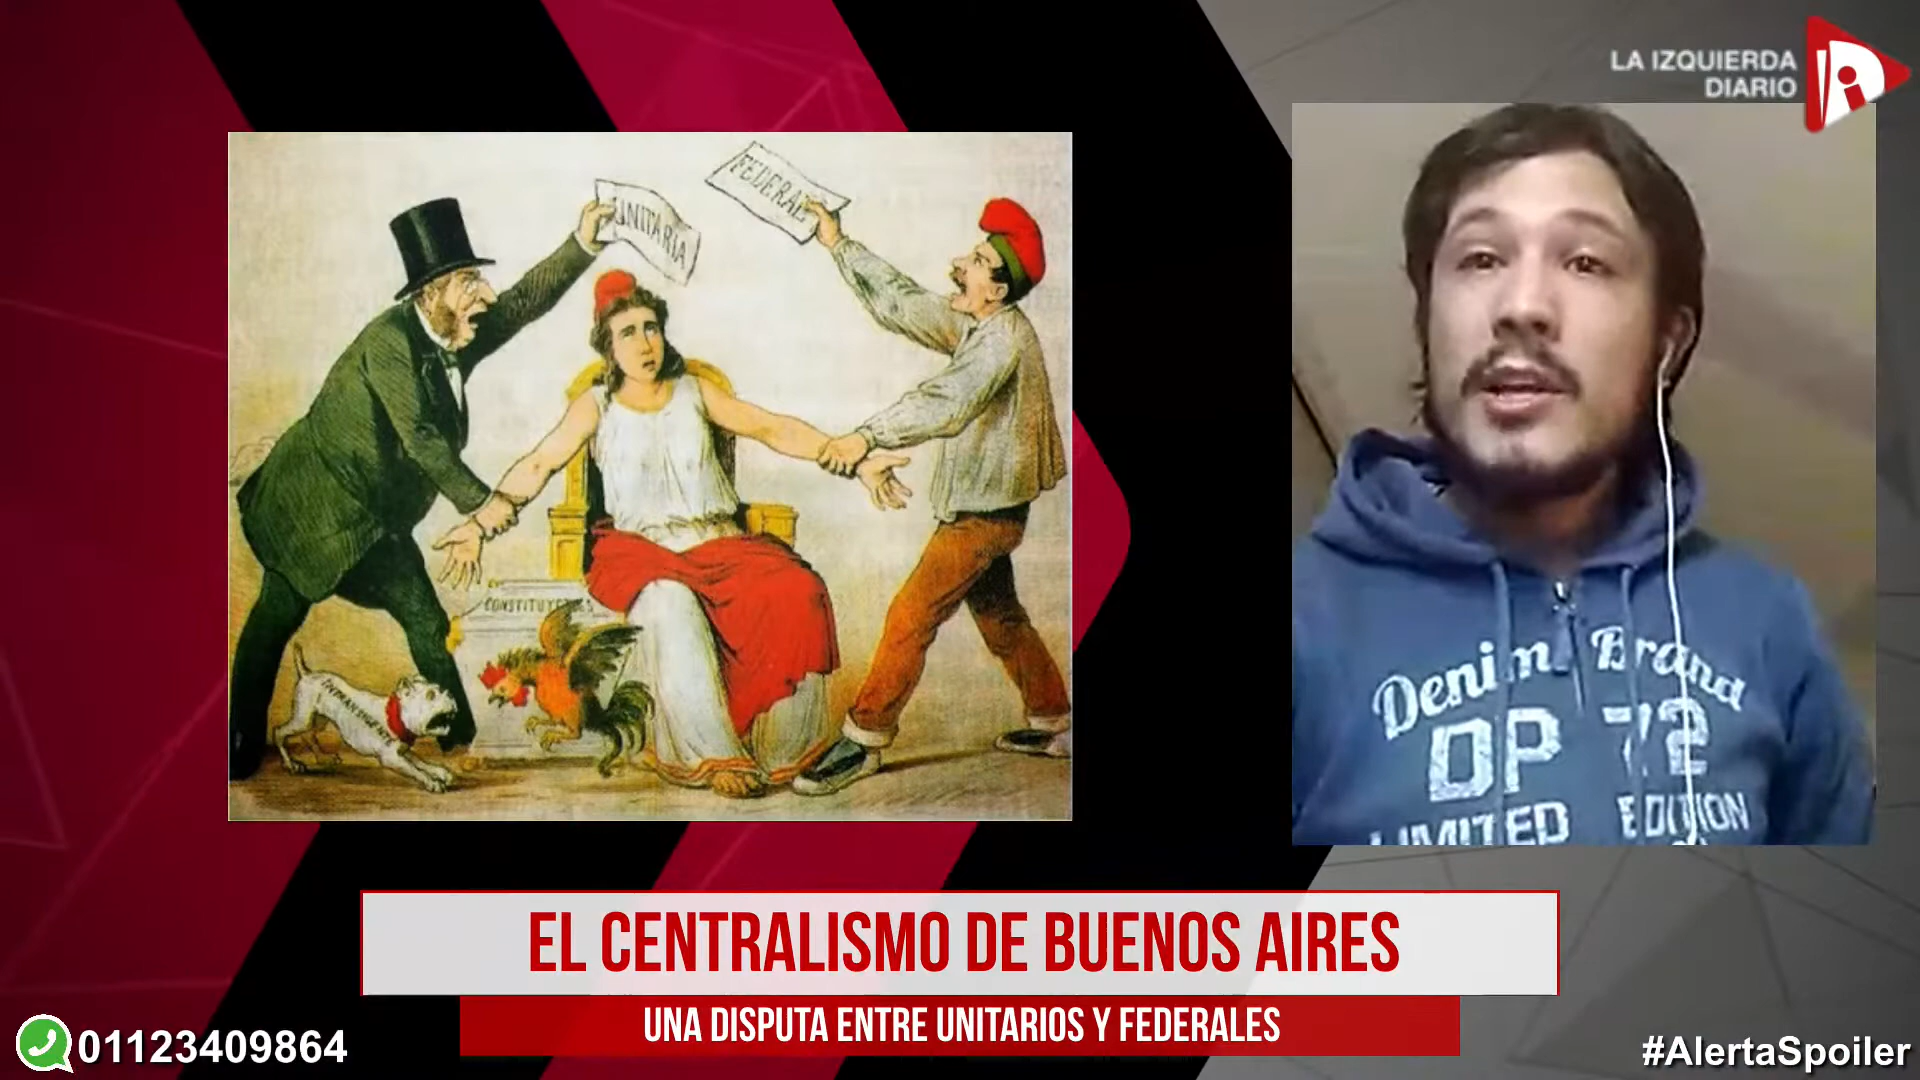 LA IZQUIERDA
DIARIO
UNITARIA
FEDERAL
Denim Brand
DP 72
LIMITED EDITION
EL CENTRALISMO DE BUENOS AIRES
UNA DISPUTA ENTRE UNITARIOS Y FEDERALES
01123409864
#AlertaSpoiler